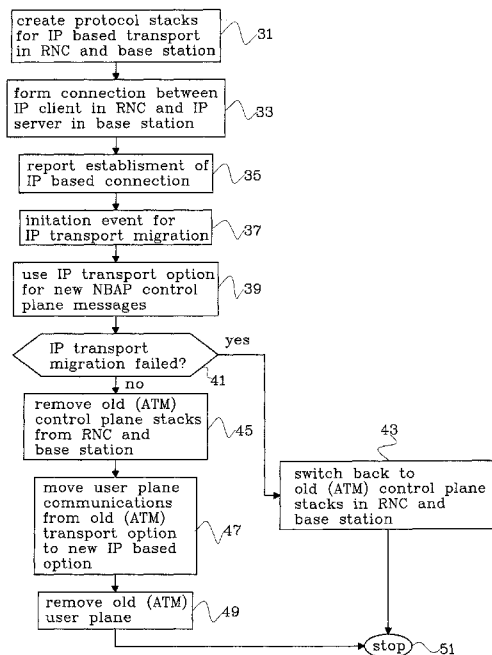 create protocol stacks
for IP based transport
in RNC and base station
31
form connection between
IP client in RNC and IP
server in base station
33
report establisment of
IP based connection
35
initation event for
IP transport migration
37
use IP transport option
for new NBAP control
plane messages
39
IP transport
migration failed?
yes
41
no
remove old (ATM)
control plane stacks
from RNC and
base station
45
43
switch back to
old (ATM) control plane
stacks in RNC and
base station
move user plane
communications
from old (ATM)
transport option
to new IP based
option
47
remove old (ATM)
user plane
49
stop
51